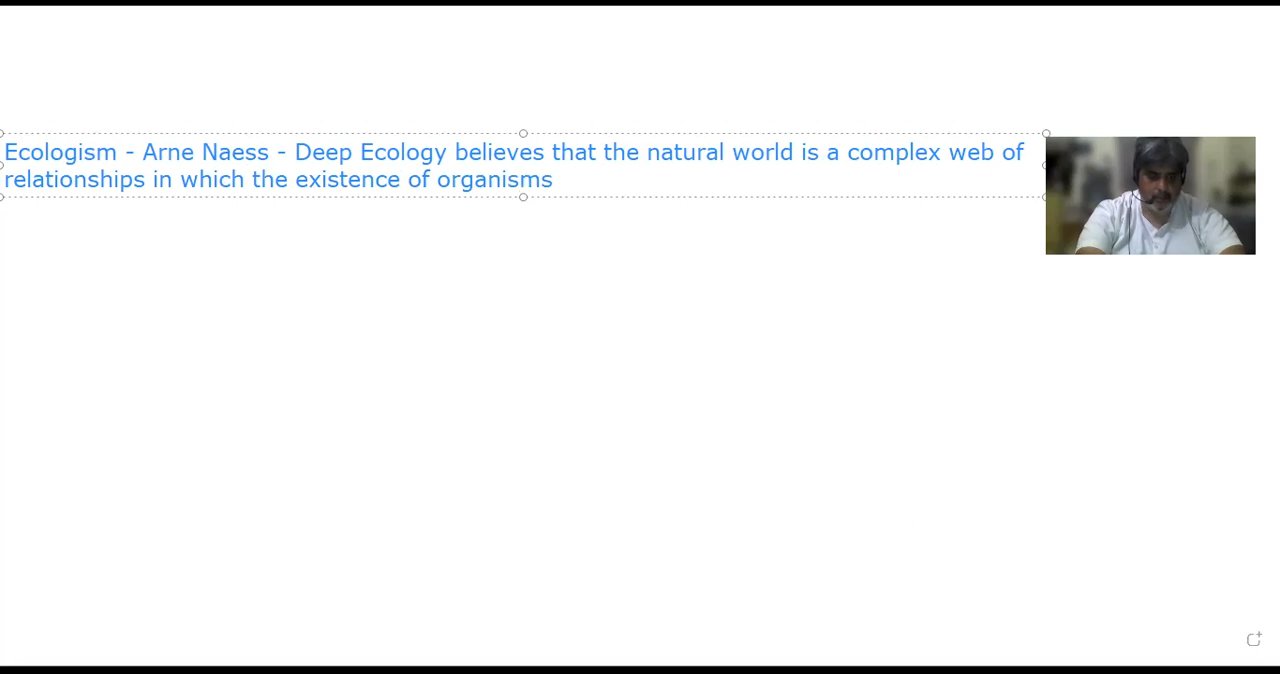 Ecologism - Arne Naess - Deep Ecology believes that the natural world is a complex web of
relationships in which the existence of organisms